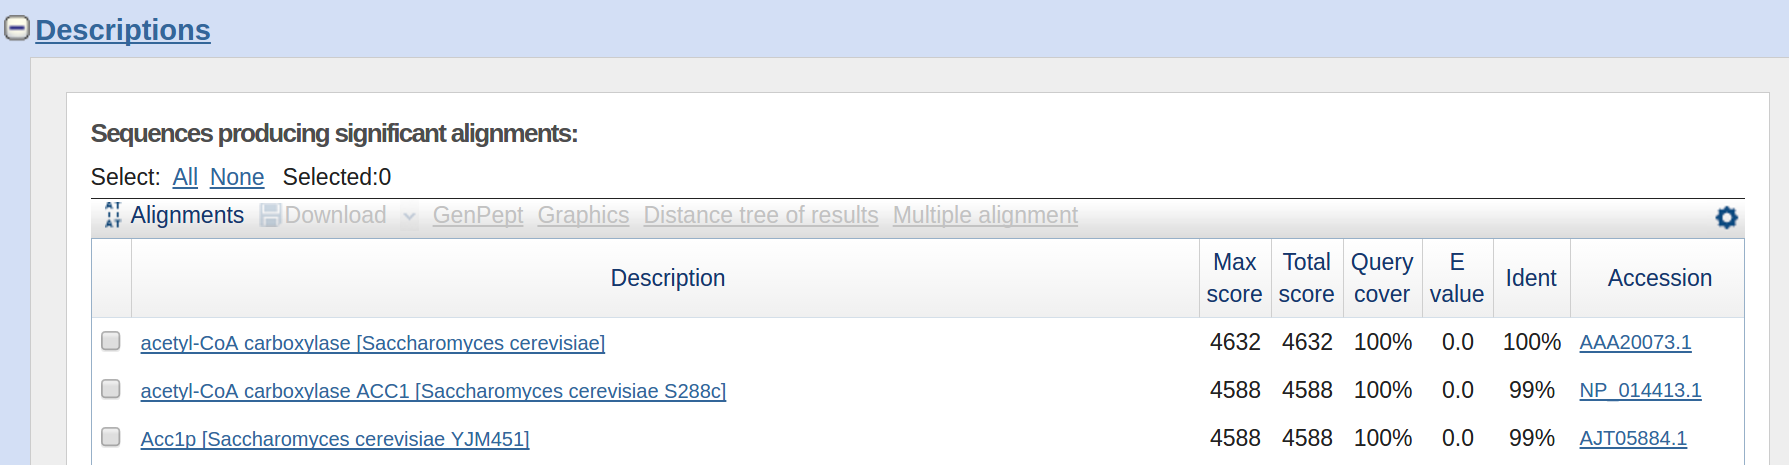 Descriptions
Sequences producing significant alignments:
Select: All None Selected:0
Alignments Download GenPept Graphics Distance tree of results Multiple alignment
Description Max score Total score Query cover E value Ident Accession
acetyl-CoA carboxylase [Saccharomyces cerevisiae] 4632 4632 100% 0.0 100% AAA20073.1
acetyl-CoA carboxylase ACC1 [Saccharomyces cerevisiae S288c] 4588 4588 100% 0.0 99% NP_014413.1
Acc1p [Saccharomyces cerevisiae YJM451] 4588 4588 100% 0.0 99% AJT05884.1